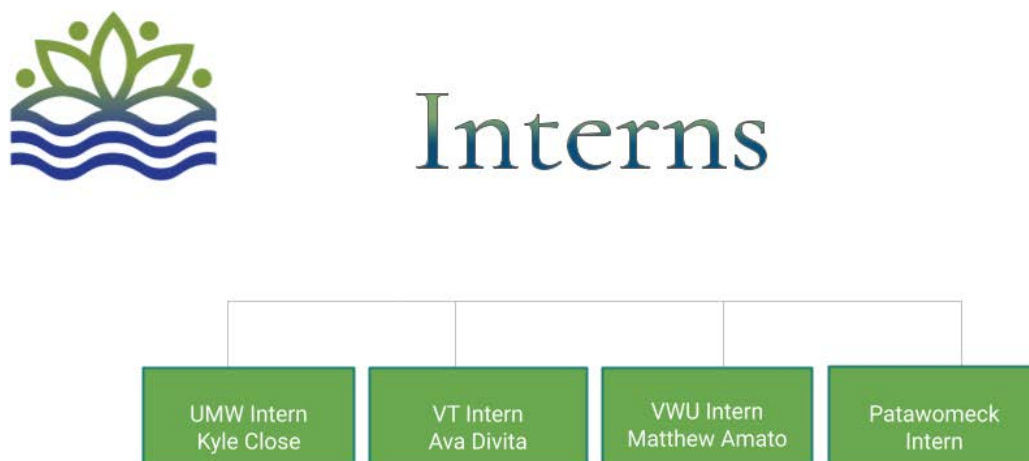 Interns
UMW Intern
Kyle Close
VT Intern
Ava Divita
VWU Intern
Matthew Amato
Patawomeck
Intern